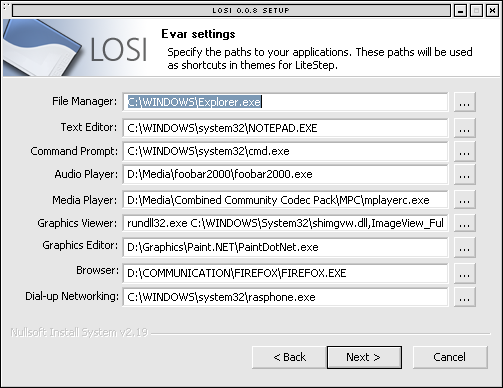 LOSI 0.0.8 SETUP
LOSI
Evar settings
Specify the paths to your applications. These paths will be used
as shortcuts in themes for LiteStep.
File Manager: C:\WINDOWS\Explorer.exe ...
Text Editor: C:\WINDOWS\system32\NOTEPAD.EXE ...
Command Prompt: C:\WINDOWS\system32\cmd.exe ...
Audio Player: D:\Media\foobar2000\foobar2000.exe ...
Media Player: D:\Media\Combined Community Codec Pack\MPC\mplayerc.exe ...
Graphics Viewer: rundll32.exe C:\WINDOWS\System32\shimgvw.dll,ImageView_Ful ...
Graphics Editor: D:\Graphics\Paint.NET\PaintDotNet.exe ...
Browser: D:\COMMUNICATION\FIREFOX\FIREFOX.EXE ...
Dial-up Networking: C:\WINDOWS\system32\rasphone.exe ...
Nullsoft Install System v2.19
< Back Next > Cancel